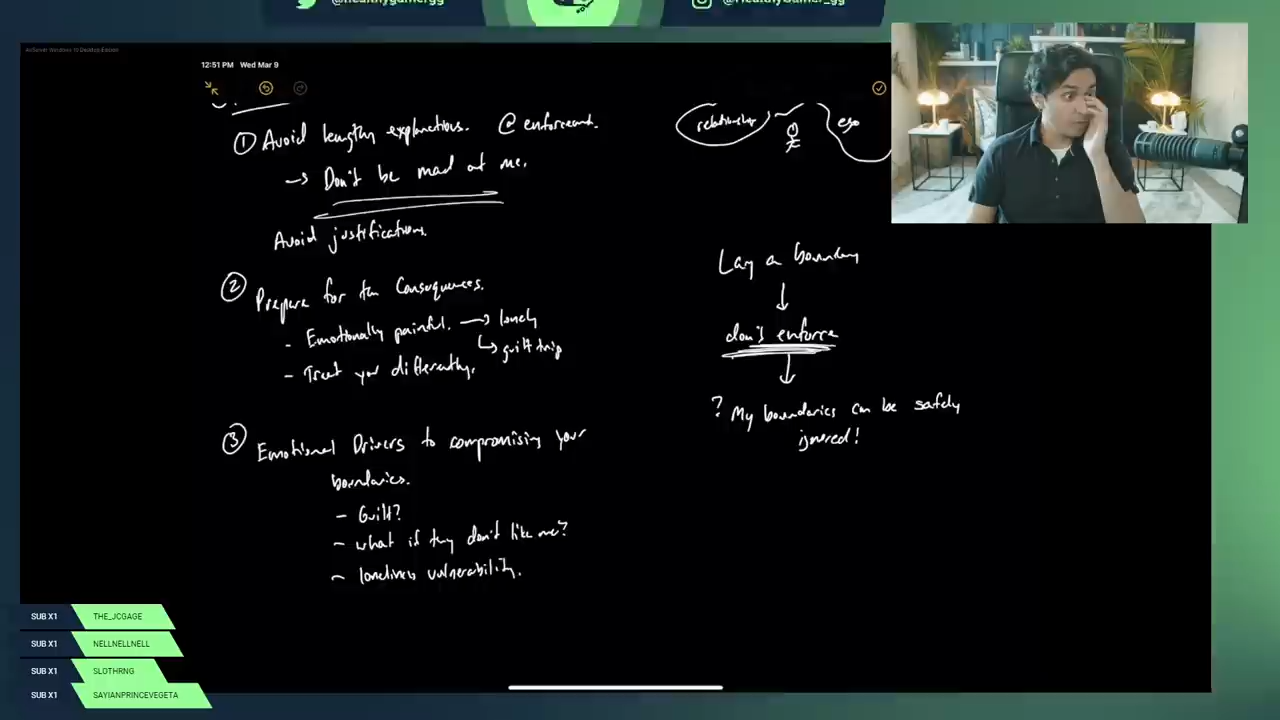 @HealthyGamerGG
@HealthyGamer_gg
12:51 PM Wed Mar 9
① Avoid lengthy explanations. @ enforcement.
→ Don't be mad at me.
Avoid justifications.
② Prepare for the Consequences.
- Emotionally painful. → lonely
↳ guilt trip
- Treat you differently.
③ Emotional Drivers to compromising your
boundaries.
- Guilt?
- what if they don't like me?
- loneliness vulnerability.
relationship
ego
Lay a boundary
↓
don't enforce
↓
? My boundaries can be safely
ignored!
SUB X1 THE_JCGAGE
SUB X1 NELLNELLNELL
SUB X1 SLOTHRNG
SUB X1 SAYIANPRINCEVEGETA